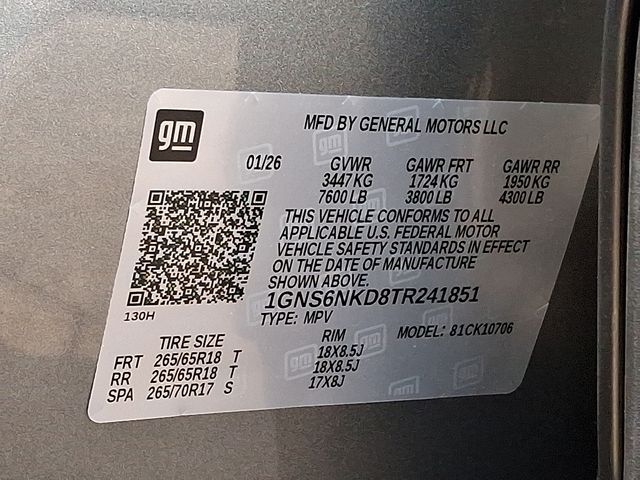 gm
MFD BY GENERAL MOTORS LLC
01/26 GVWR GAWR FRT GAWR RR
3447 KG 1724 KG 1950 KG
7600 LB 3800 LB 4300 LB
THIS VEHICLE CONFORMS TO ALL
APPLICABLE U.S. FEDERAL MOTOR
VEHICLE SAFETY STANDARDS IN EFFECT
ON THE DATE OF MANUFACTURE
SHOWN ABOVE.
1GNS6NKD8TR241851
130H
TYPE: MPV
MODEL: 81CK10706
TIRE SIZE RIM
FRT 265/65R18 T 18X8.5J
RR 265/65R18 T 18X8.5J
SPA 265/70R17 S 17X8J